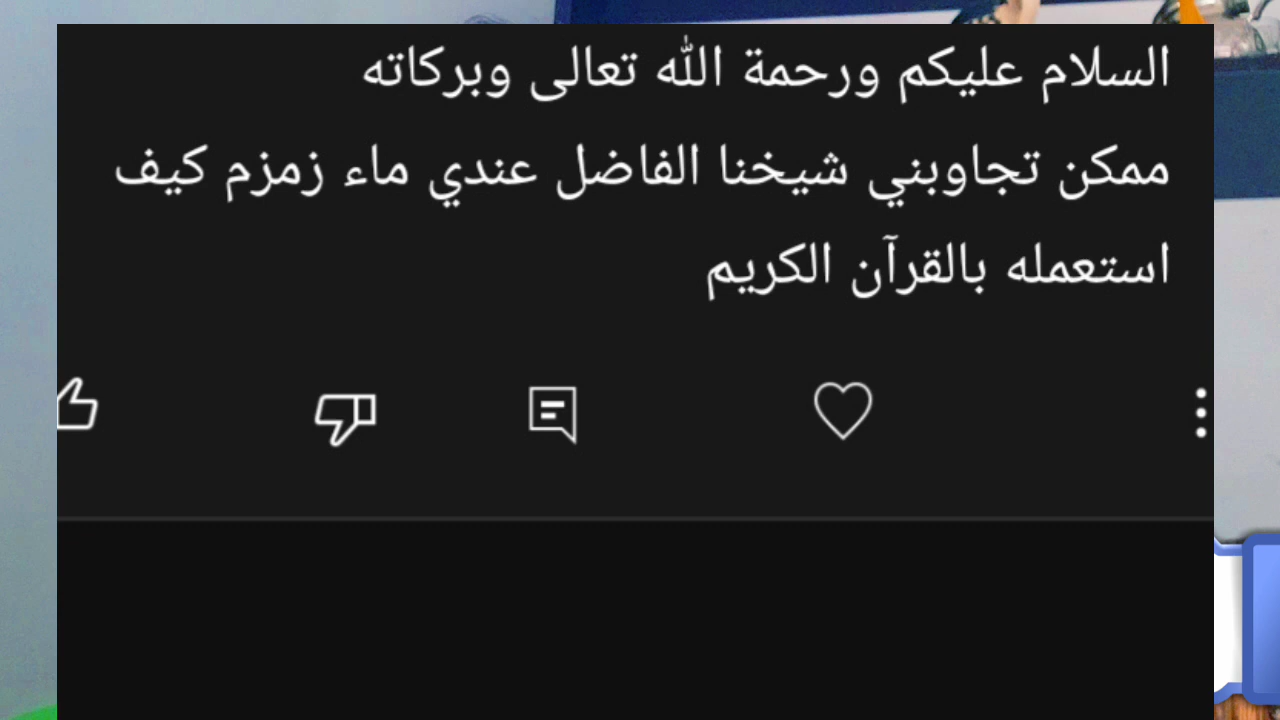 السلام عليكم ورحمة الله تعالى وبركاته
ممكن تجاوبني شيخنا الفاضل عندي ماء زمزم كيف
استعمله بالقرآن الكريم